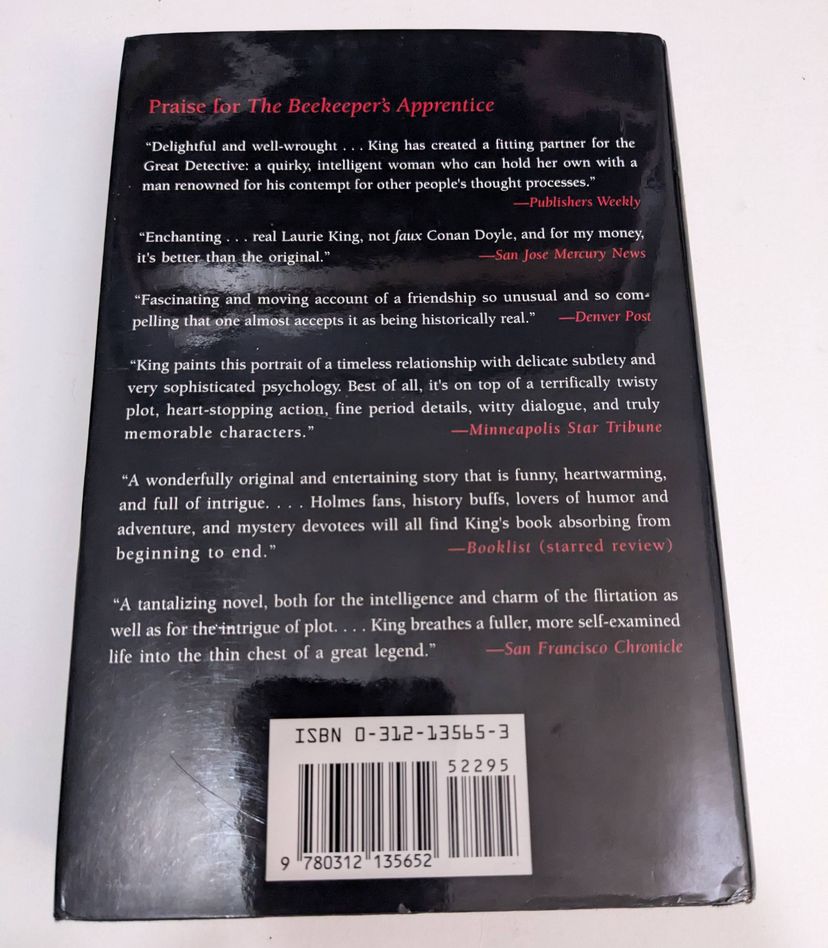 Praise for The Beekeeper's Apprentice
“Delightful and well-wrought . . . King has created a fitting partner for the
Great Detective: a quirky, intelligent woman who can hold her own with a
man renowned for his contempt for other people's thought processes.”
—Publishers Weekly
“Enchanting . . . real Laurie King, not faux Conan Doyle, and for my money,
it's better than the original.” —San Jose Mercury News
“Fascinating and moving account of a friendship so unusual and so com-
pelling that one almost accepts it as being historically real.” —Denver Post
“King paints this portrait of a timeless relationship with delicate subtlety and
very sophisticated psychology. Best of all, it's on top of a terrifically twisty
plot, heart-stopping action, fine period details, witty dialogue, and truly
memorable characters.” —Minneapolis Star Tribune
“A wonderfully original and entertaining story that is funny, heartwarming,
and full of intrigue. . . . Holmes fans, history buffs, lovers of humor and
adventure, and mystery devotees will all find King's book absorbing from
beginning to end.” —Booklist (starred review)
“A tantalizing novel, both for the intelligence and charm of the flirtation as
well as for the intrigue of plot. . . . King breathes a fuller, more self-examined
life into the thin chest of a great legend.” —San Francisco Chronicle
ISBN 0-312-13565-3
52295
9 780312 135652